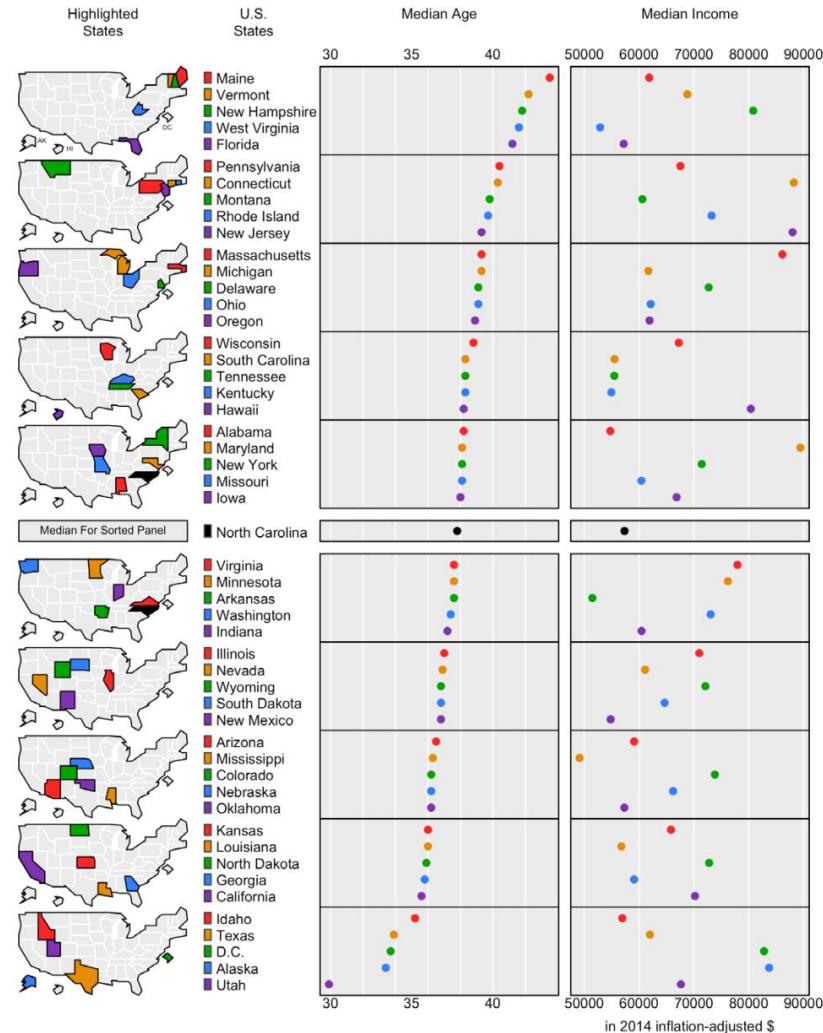 Highlighted States
U.S. States
Median Age
Median Income
30 35 40
50000 60000 70000 80000 90000
Maine
Vermont
New Hampshire
West Virginia
Florida
DC
AK
HI
Pennsylvania
Connecticut
Montana
Rhode Island
New Jersey
Massachusetts
Michigan
Delaware
Ohio
Oregon
Wisconsin
South Carolina
Tennessee
Kentucky
Hawaii
Alabama
Maryland
New York
Missouri
Iowa
Median For Sorted Panel
North Carolina
Virginia
Minnesota
Arkansas
Washington
Indiana
Illinois
Nevada
Wyoming
South Dakota
New Mexico
Arizona
Mississippi
Colorado
Nebraska
Oklahoma
Kansas
Louisiana
North Dakota
Georgia
California
Idaho
Texas
D.C.
Alaska
Utah
30 35 40
50000 60000 70000 80000 90000
in 2014 inflation-adjusted $